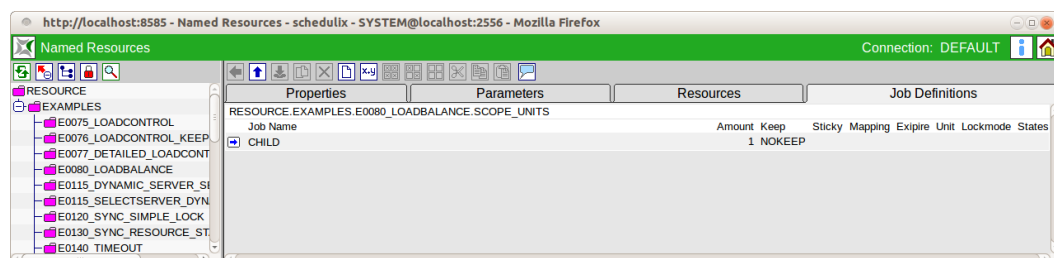 http://localhost:8585 - Named Resources - schedulix - SYSTEM@localhost:2556 - Mozilla Firefox
Named Resources
Connection: DEFAULT
RESOURCE
EXAMPLES
E0075_LOADCONTROL
E0076_LOADCONTROL_KEEP
E0077_DETAILED_LOADCONT
E0080_LOADBALANCE
E0115_DYNAMIC_SERVER_SE
E0115_SELECTSERVER_DYN
E0120_SYNC_SIMPLE_LOCK
E0130_SYNC_RESOURCE_ST
E0140_TIMEOUT
x,y
Properties Parameters Resources Job Definitions
RESOURCE.EXAMPLES.E0080_LOADBALANCE.SCOPE_UNITS
Job Name Amount Keep Sticky Mapping Exipire Unit Lockmode States
CHILD 1 NOKEEP